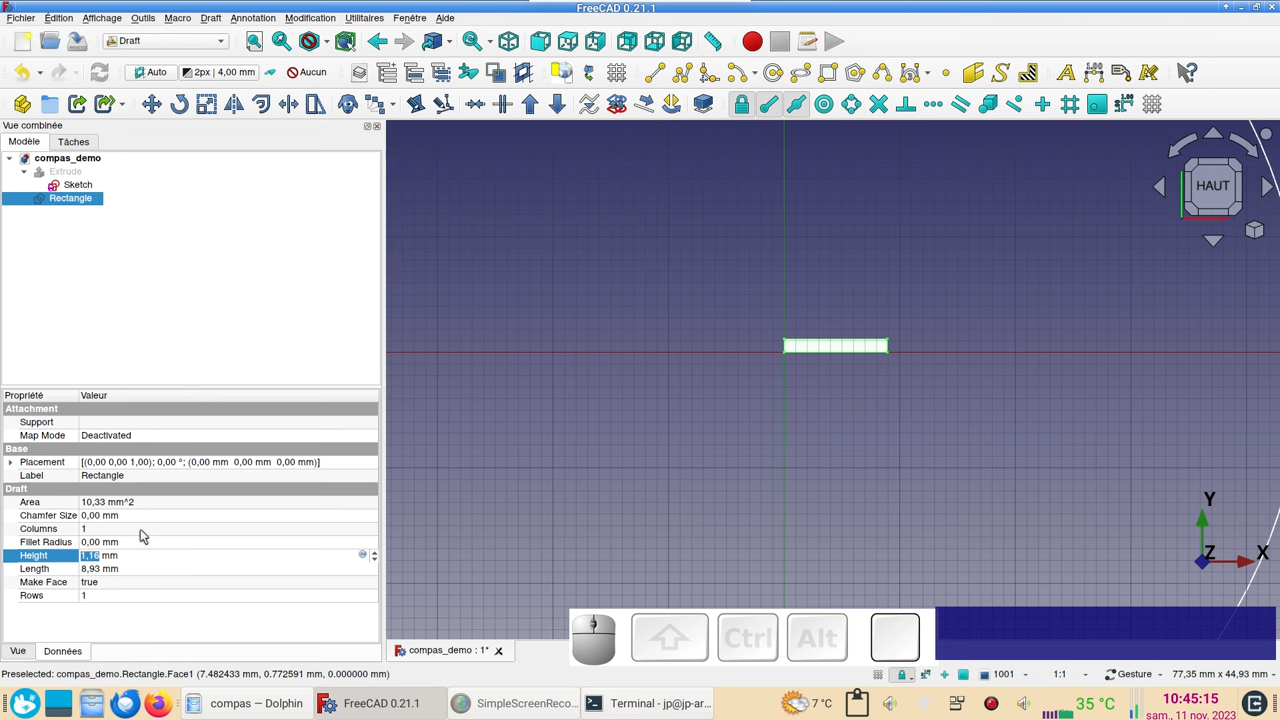 FreeCAD 0.21.1
Fichier Édition Affichage Outils Macro Draft Annotation Modification Utilitaires Fenêtre Aide
Draft
Auto 2px | 4,00 mm Aucun
Vue combinée
Modèle Tâches
compas_demo
Extrude
Sketch
Rectangle
HAUT
Propriété Valeur
Attachment
Support
Map Mode Deactivated
Base
Placement [(0,00 0,00 1,00); 0,00 °; (0,00 mm 0,00 mm 0,00 mm)]
Label Rectangle
Draft
Area 10,33 mm^2
Chamfer Size 0,00 mm
Columns 1
Fillet Radius 0,00 mm
Height 1,16 mm
Length 8,93 mm
Make Face true
Rows 1
Y
Z X
Ctrl Alt
Vue Données
compas_demo : 1*
Preselected: compas_demo.Rectangle.Face1 (7.482433 mm, 0.772591 mm, 0.000000 mm)
1001 1:1 Gesture 77,35 mm x 44,93 mm
compas — Dolphin FreeCAD 0.21.1 SimpleScreenReco... Terminal - jp@jp-ar... 7°C 35 °C 10:45:15
sam., 11 nov. 2023